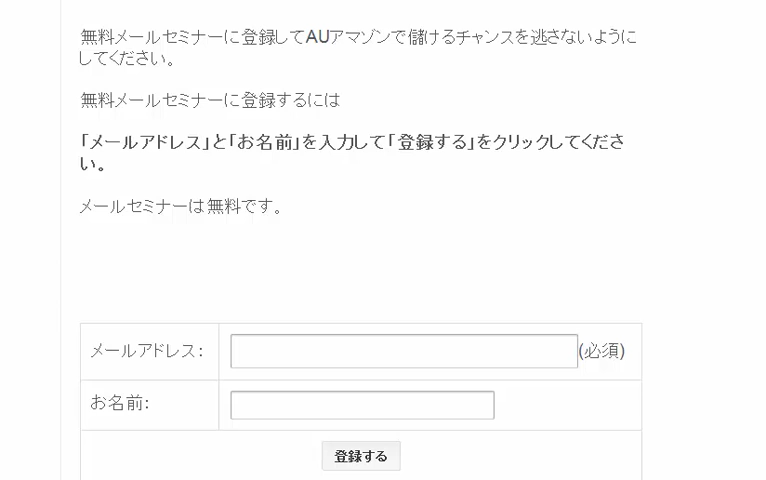 無料メールセミナーに登録してAUアマゾンで儲けるチャンスを逃さないように
してください。
無料メールセミナーに登録するには
「メールアドレス」と「お名前」を入力して「登録する」をクリックしてくださ
い。
メールセミナーは無料です。
メールアドレス: (必須)
お名前:
登録する